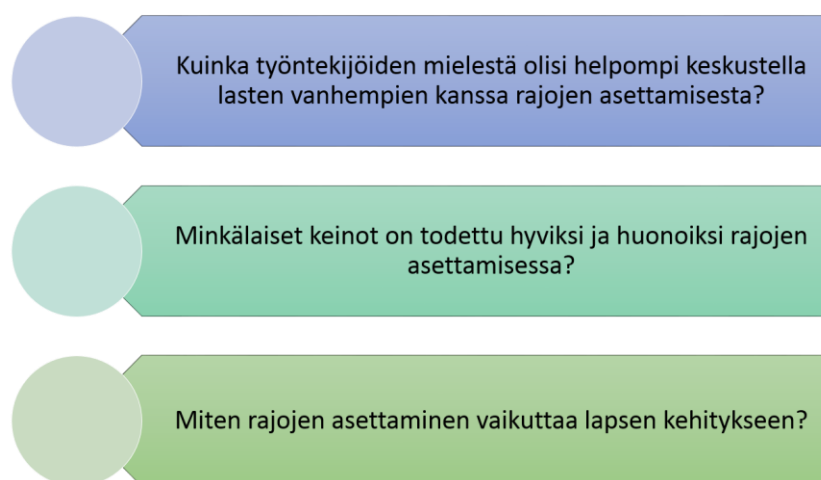 Kuinka työntekijöiden mielestä olisi helpompi keskustella
lasten vanhempien kanssa rajojen asettamisesta?
Minkälaiset keinot on todettu hyviksi ja huonoiksi rajojen
asettamisessa?
Miten rajojen asettaminen vaikuttaa lapsen kehitykseen?